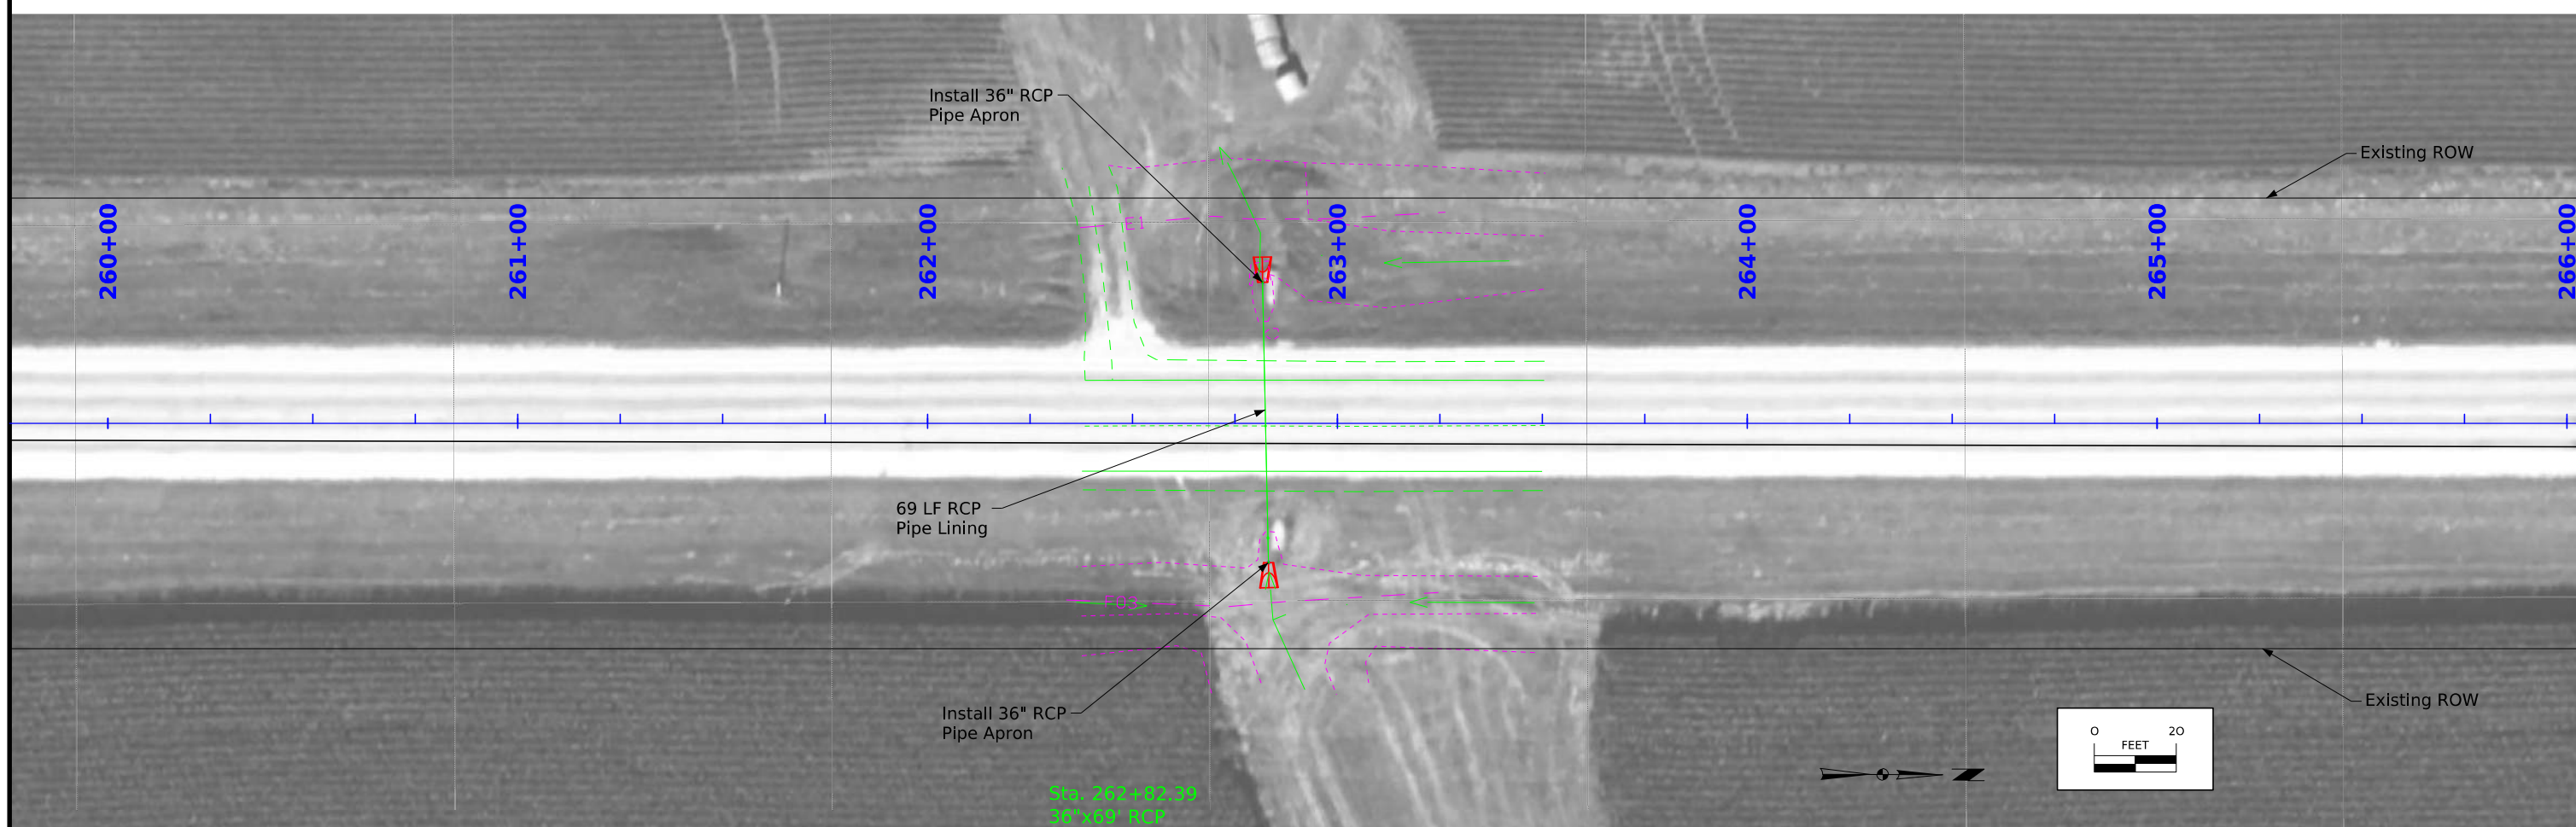 Install 36" RCP
Pipe Apron
Existing ROW
260+00
261+00
262+00
263+00
264+00
265+00
266+00
E1
69 LF RCP
Pipe Lining
Install 36" RCP
Pipe Apron
Existing ROW
0 20
FEET
Sta. 262+82.39
36"x69' RCP